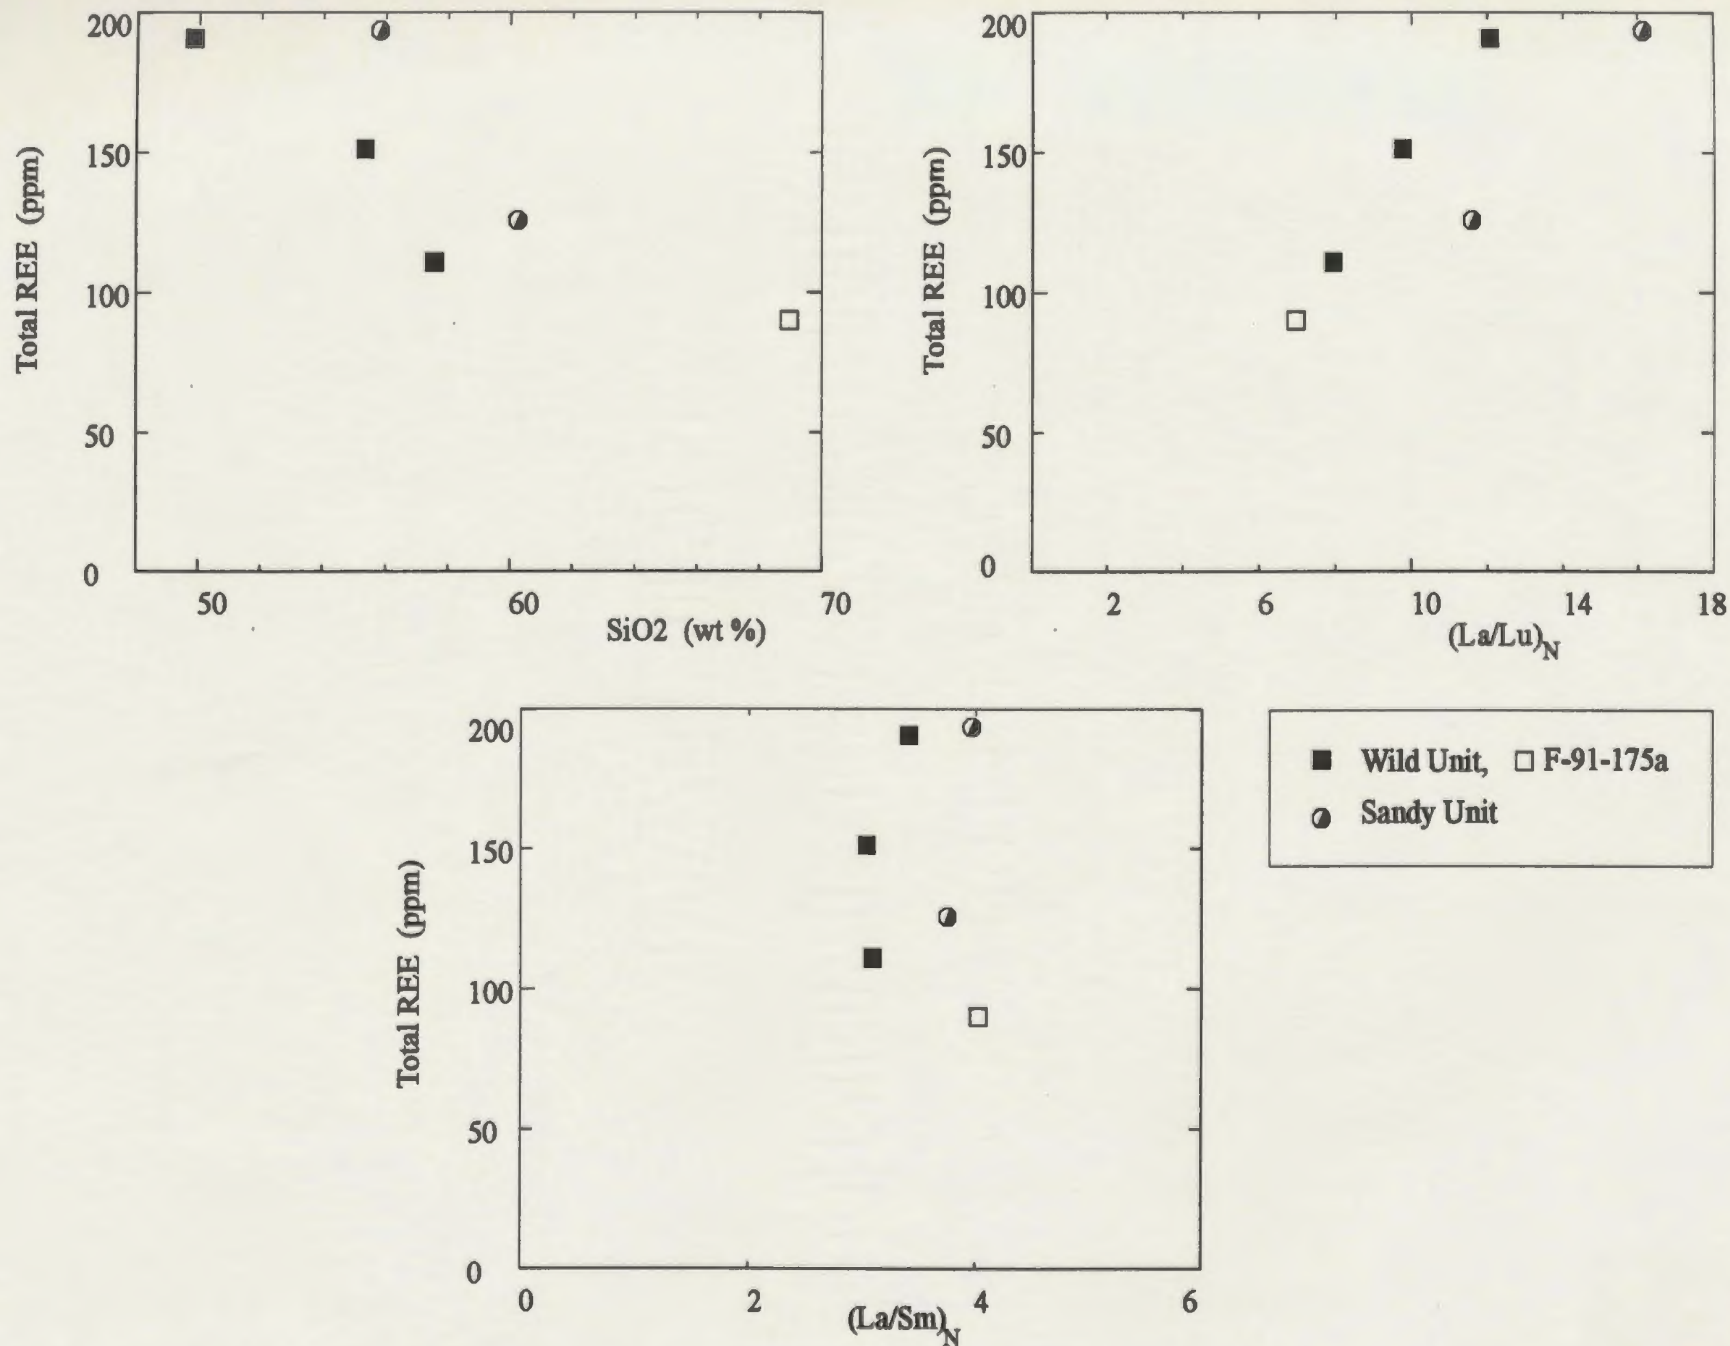 200
150
100
50
0
Total REE (ppm)
50 60 70
SiO2 (wt %)
200
150
100
50
0
Total REE (ppm)
2 6 10 14 18
(La/Lu)N
200
150
100
50
0
Total REE (ppm)
0 2 4 6
(La/Sm)N
Wild Unit, F-91-175a
Sandy Unit